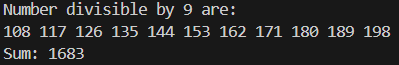 Number divisible by 9 are:
108 117 126 135 144 153 162 171 180 189 198
Sum: 1683